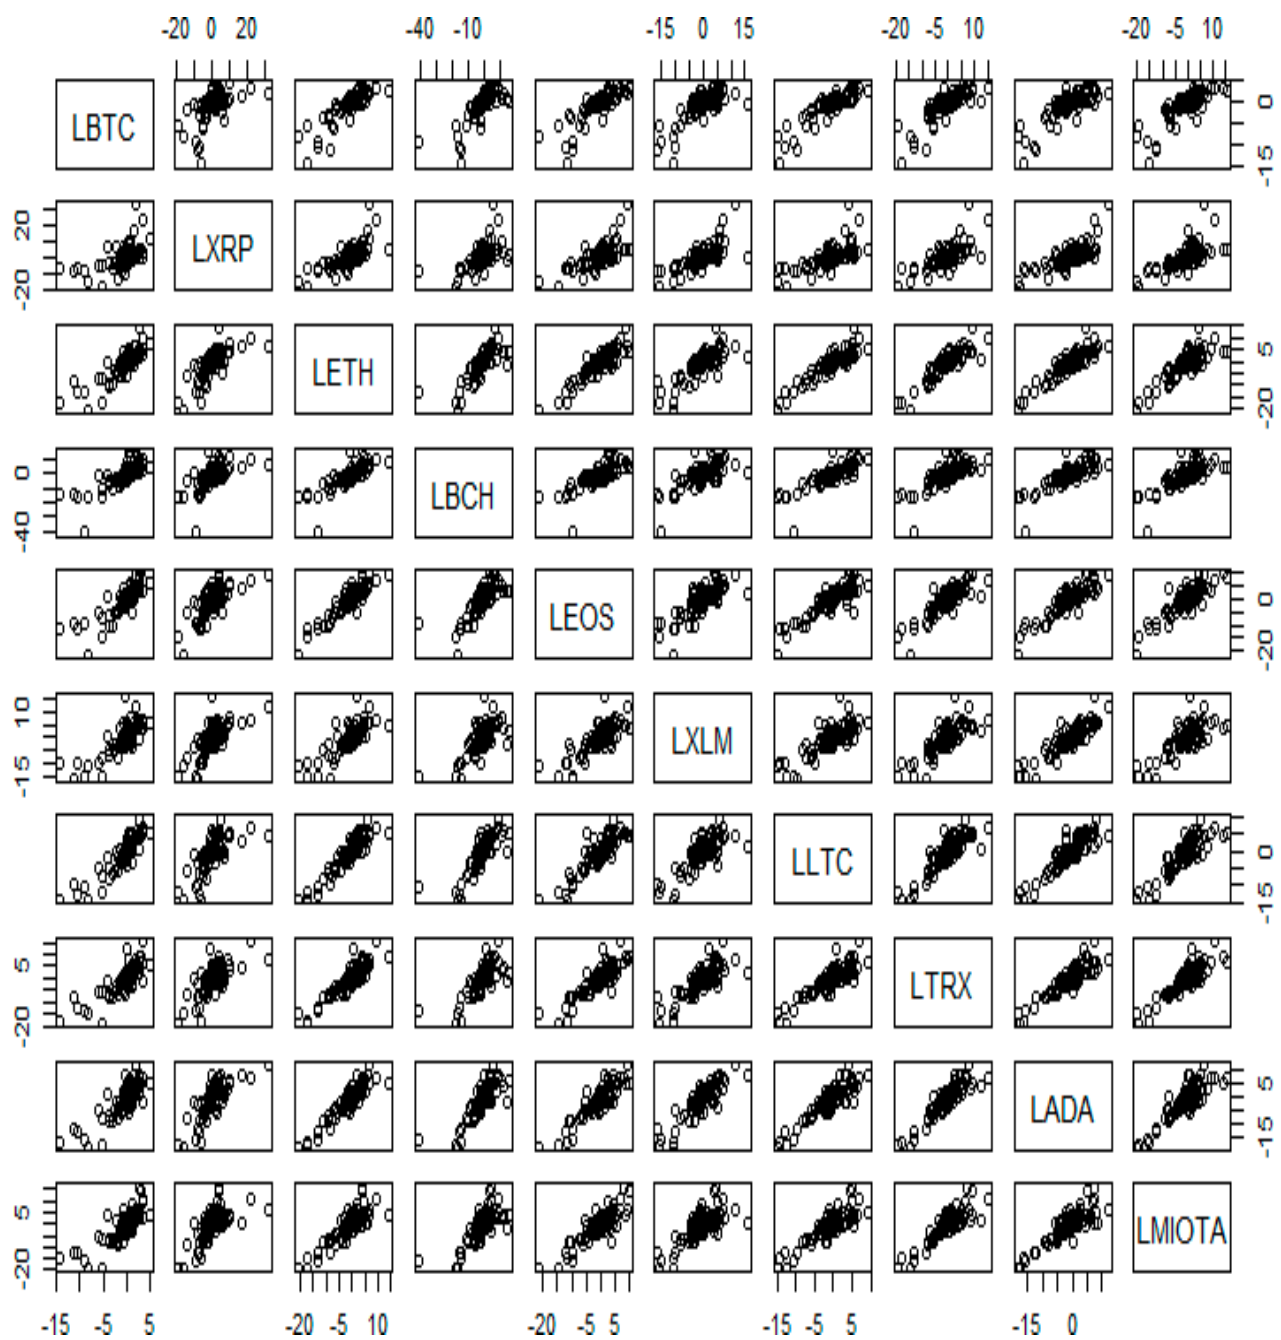 -20 0 20 -40 -10 -15 0 15 -20 -5 10 -20 -5 10
LBTC 0 -15
20 -20 LXRP
LETH 5 -20
0 -40 LBCH
LEOS 0 -20
10 -15 LXLM
LLTC 0 -15
5 -20 LTRX
LADA 5 -15
5 -20 LMIOTA
-15 -5 5 -20 -5 10 -20 0 5 -15 -5 5 -15 0